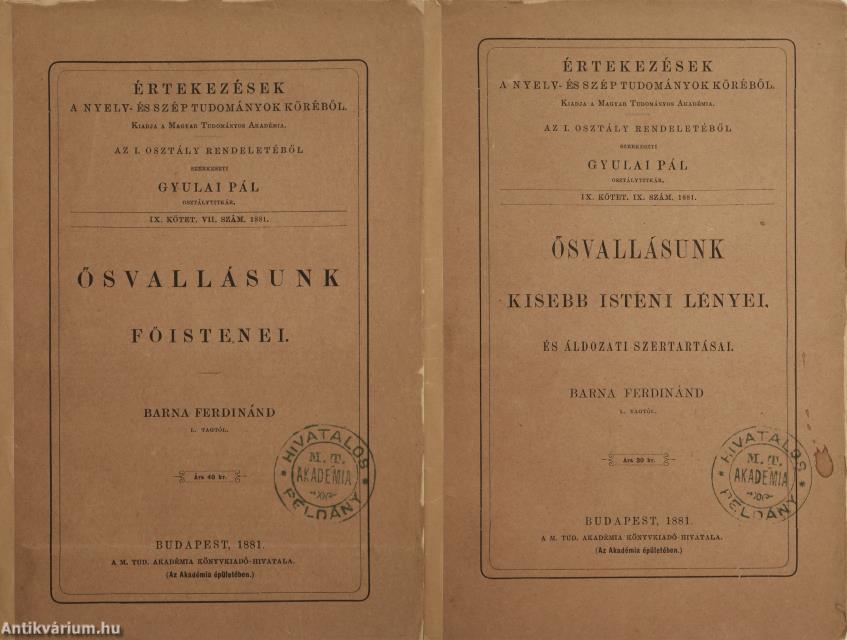 ÉRTEKEZÉSEK
A NYELV- ÉS SZÉPTUDOMÁNYOK KÖRÉBŐL.
KIADJA A MAGYAR TUDOMÁNYOS AKADÉMIA.
AZ I. OSZTÁLY RENDELETÉBŐL
SZERKESZTI
GYULAI PÁL
OSZTÁLYTITKÁR.
IX. KÖTET. VII. SZÁM. 1881.
ŐSVALLÁSUNK
FŐISTENEI.
BARNA FERDINÁND
L. TAGTÓL.
Ára 40 kr.
HIVATALOS
M. T.
AKADÉMIA
PÉLDÁNY
BUDAPEST, 1881.
A M. TUD. AKADÉMIA KÖNYVKIADÓ-HIVATALA.
(Az Akadémia épületében.)
ÉRTEKEZÉSEK
A NYELV- ÉS SZÉPTUDOMÁNYOK KÖRÉBŐL.
KIADJA A MAGYAR TUDOMÁNYOS AKADÉMIA.
AZ I. OSZTÁLY RENDELETÉBŐL
SZERKESZTI
GYULAI PÁL
OSZTÁLYTITKÁR.
IX. KÖTET. IX. SZÁM. 1881.
ŐSVALLÁSUNK
KISEBB ISTENI LÉNYEI,
ÉS ÁLDOZATI SZERTARTÁSAI.
BARNA FERDINÁND
L. TAGTÓL.
Ára 30 kr.
HIVATALOS
M. T.
AKADÉMIA
PÉLDÁNY
BUDAPEST, 1881.
A M. TUD. AKADÉMIA KÖNYVKIADÓ-HIVATALA.
(Az Akadémia épületében.)
Antikvárium.hu